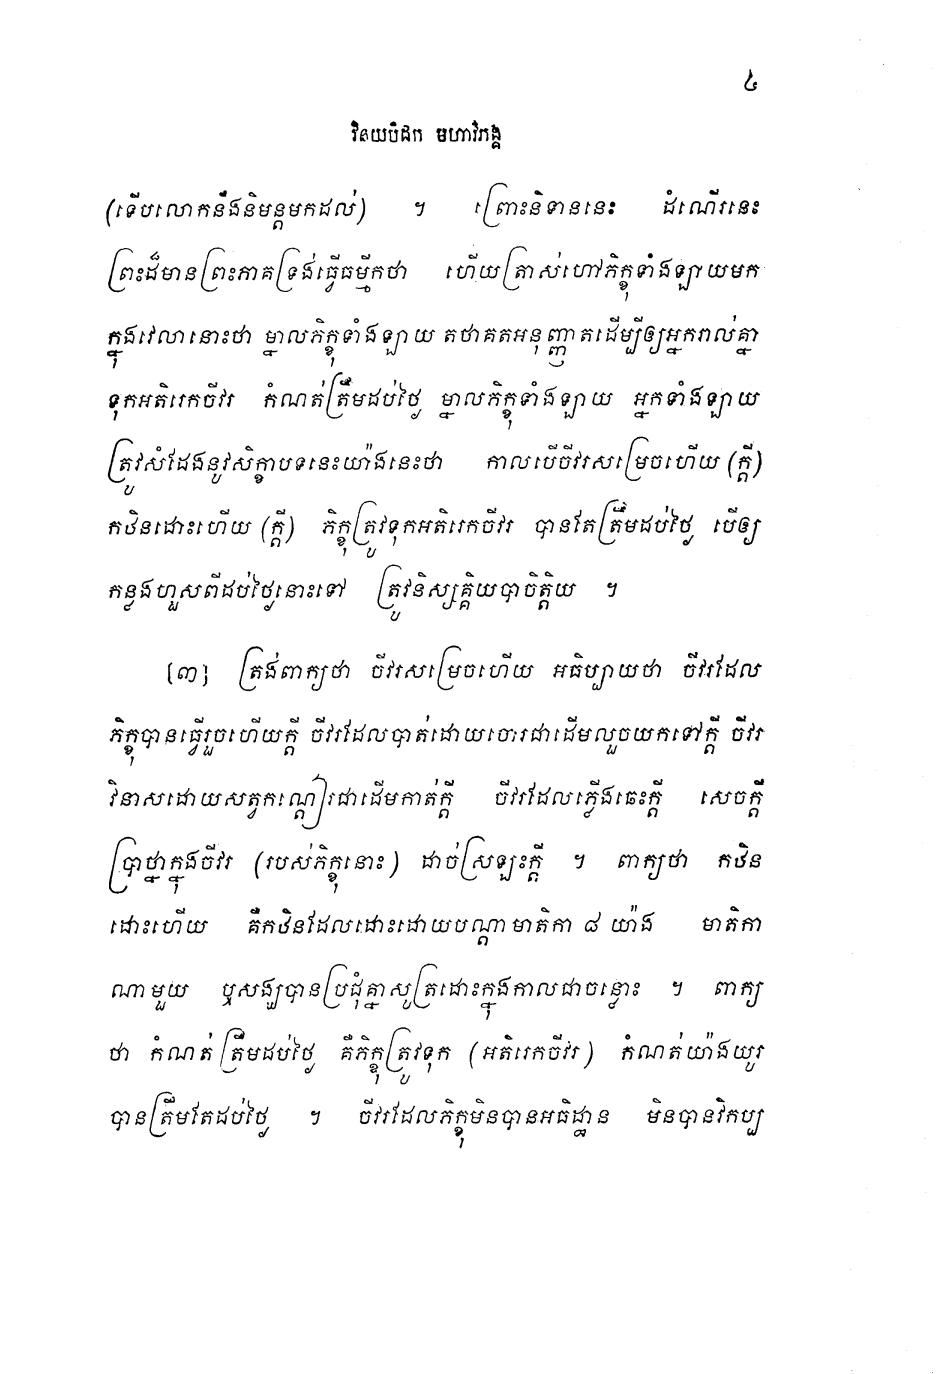 ៤
វិនយបិដក មហាវិភង្គ
(ទើបលោកនឹងនិមន្តមកដល់) ។ ព្រោះនិទាននេះ ដំណើរនេះ
ព្រះដ៏មានព្រះភាគទ្រង់ធ្វើធម្មីកថា ហើយត្រាស់ហៅភិក្ខុទាំងឡាយមក
ក្នុងវេលានោះថា ម្នាលភិក្ខុទាំងឡាយ តថាគតអនុញ្ញាតដើម្បីឲ្យអ្នករាល់គ្នា
ទុកអតិរេកចីវរ កំណត់ត្រឹមដប់ថ្ងៃ ម្នាលភិក្ខុទាំងឡាយ អ្នកទាំងឡាយ
ត្រូវសំដែងនូវសិក្ខាបទនេះយ៉ាងនេះថា កាលបើចីវរសម្រេចហើយ (ក្តី)
កឋិនដោះហើយ (ក្តី) ភិក្ខុត្រូវទុកអតិរេកចីវរ បានតែត្រឹមដប់ថ្ងៃ បើឲ្យ
កន្លងហួសពីដប់ថ្ងៃនោះទៅ ត្រូវនិស្សគ្គិយបាចិត្តិយ ។
[៣] ត្រង់ពាក្យថា ចីវរសម្រេចហើយ អធិប្បាយថា ចីវរដែល
ភិក្ខុបានធ្វើរួចហើយក្តី ចីវរដែលបាត់ដោយចោរជាដើមលួចយកទៅក្តី ចីវរ
វិនាសដោយសត្វកណ្តៀរជាដើមកាត់ក្តី ចីវរដែលភ្លើងឆេះក្តី សេចក្តី
ប្រាថ្នាក្នុងចីវរ (របស់ភិក្ខុនោះ) ដាច់ស្រឡះក្តី ។ ពាក្យថា កឋិន
ដោះហើយ គឺកឋិនដែលដោះដោយបណ្តាមាតិកា ៨ យ៉ាង មាតិកា
ណាមួយ ឬសង្ឃបានប្រជុំគ្នាសូត្រដោះក្នុងកាលជាចន្លោះ ។ ពាក្យ
ថា កំណត់ត្រឹមដប់ថ្ងៃ គឺភិក្ខុត្រូវទុក (អតិរេកចីវរ) កំណត់យ៉ាងយូរ
បានត្រឹមតែដប់ថ្ងៃ ។ ចីវរដែលភិក្ខុមិនបានអធិដ្ឋាន មិនបានវិកប្ប